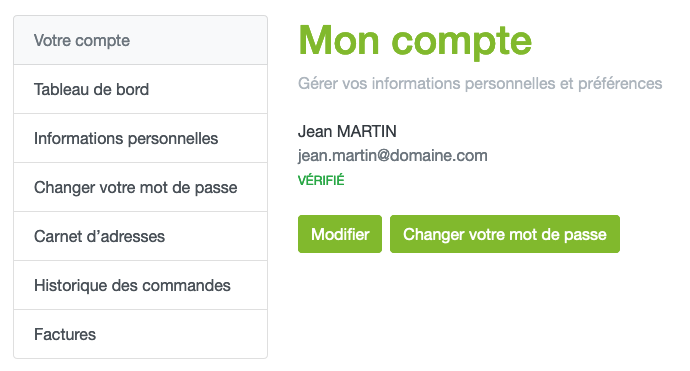 Votre compte
Tableau de bord
Informations personnelles
Changer votre mot de passe
Carnet d’adresses
Historique des commandes
Factures
Mon compte
Gérer vos informations personnelles et préférences
Jean MARTIN
jean.martin@domaine.com
VÉRIFIÉ
Modifier
Changer votre mot de passe